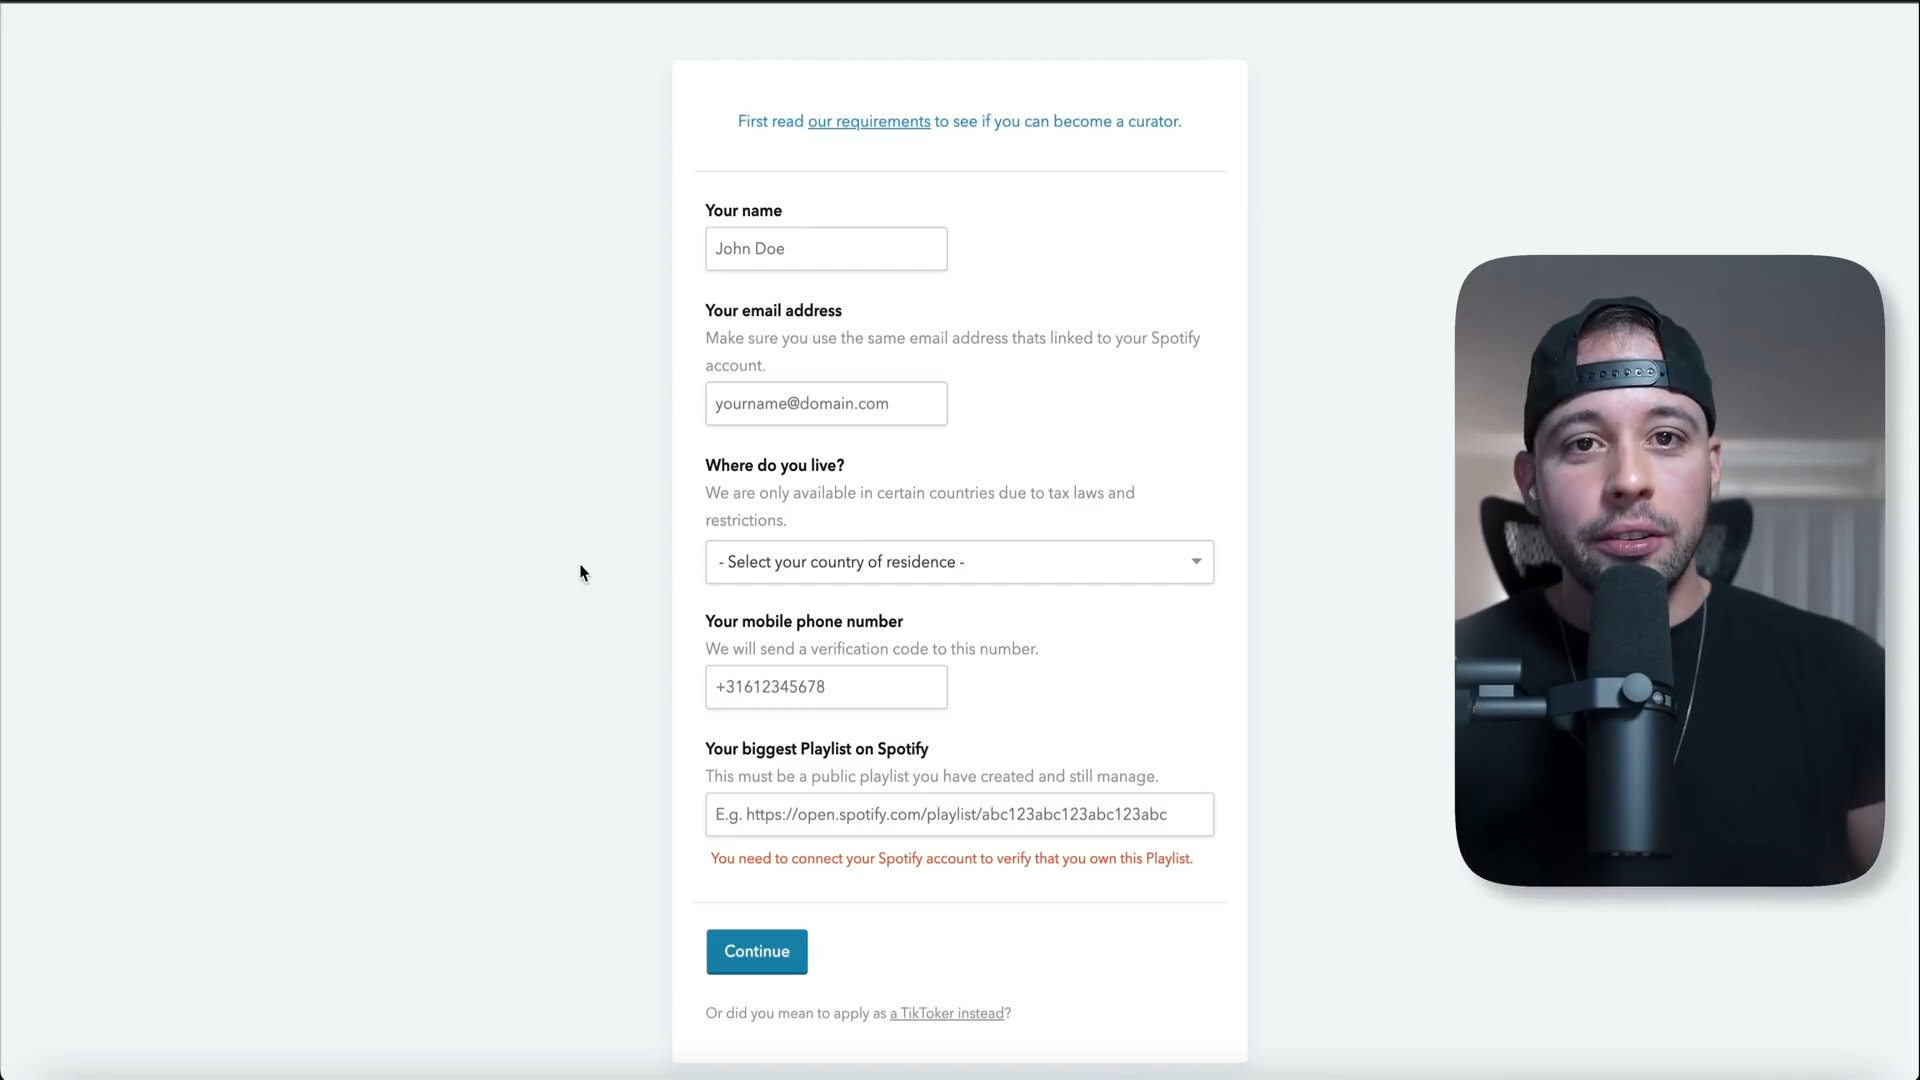 First read our requirements to see if you can become a curator.
Your name
John Doe
Your email address
Make sure you use the same email address thats linked to your Spotify
account.
yourname@domain.com
Where do you live?
We are only available in certain countries due to tax laws and
restrictions.
- Select your country of residence -
Your mobile phone number
We will send a verification code to this number.
+31612345678
Your biggest Playlist on Spotify
This must be a public playlist you have created and still manage.
E.g. https://open.spotify.com/playlist/abc123abc123abc123abc
You need to connect your Spotify account to verify that you own this Playlist.
Continue
Or did you mean to apply as a TikToker instead?